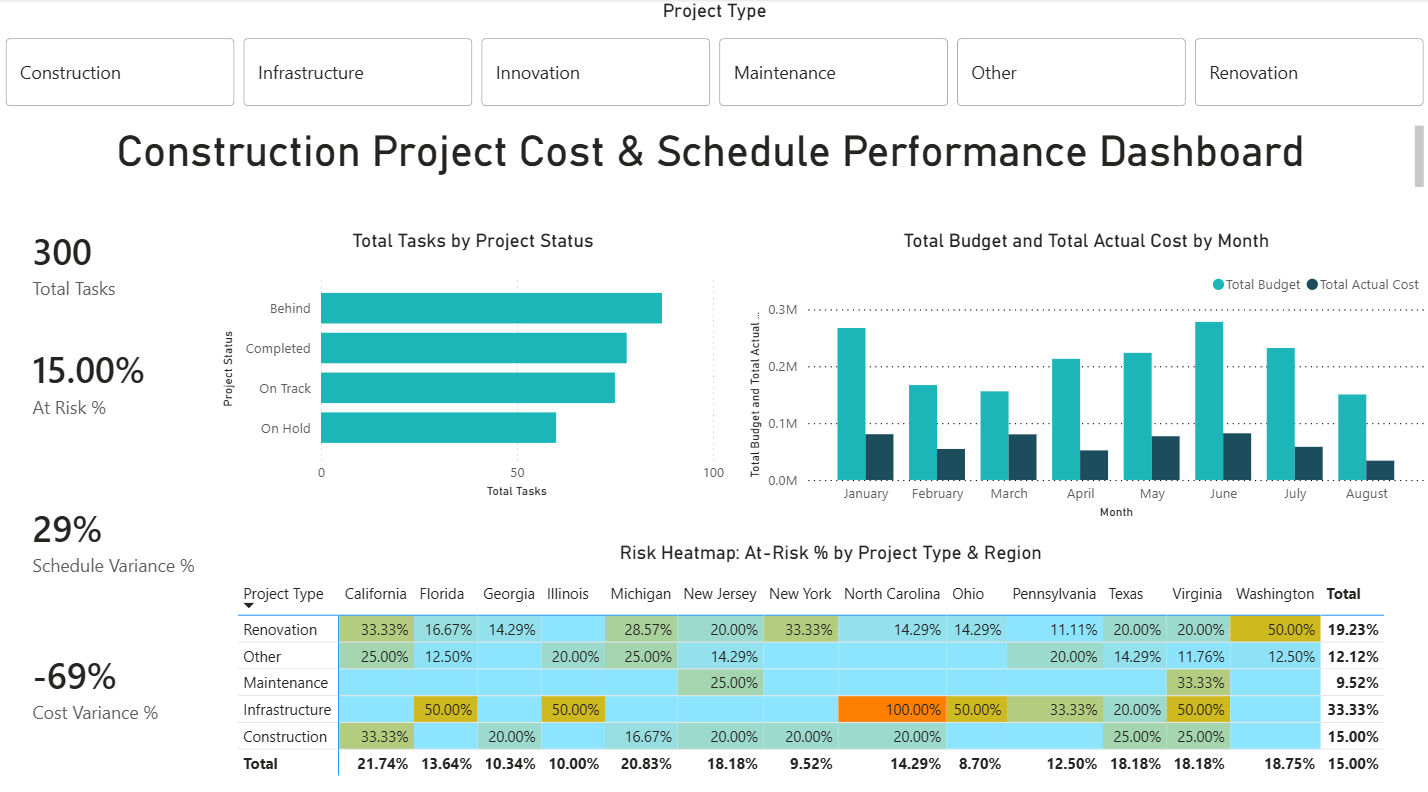 Project Type
Construction Infrastructure Innovation Maintenance Other Renovation
Construction Project Cost & Schedule Performance Dashboard
300
Total Tasks
15.00%
At Risk %
29%
Schedule Variance %
-69%
Cost Variance %
Total Tasks by Project Status
Project Status
Behind
Completed
On Track
On Hold
0 50 100
Total Tasks
Total Budget and Total Actual Cost by Month
Total Budget Total Actual Cost
Total Budget and Total Actual ...
0.3M
0.2M
0.1M
0.0M
January February March April May June July August
Month
Risk Heatmap: At-Risk % by Project Type & Region
Project Type California Florida Georgia Illinois Michigan New Jersey New York North Carolina Ohio Pennsylvania Texas Virginia Washington Total
Renovation 33.33% 16.67% 14.29% 28.57% 20.00% 33.33% 14.29% 14.29% 11.11% 20.00% 20.00% 50.00% 19.23%
Other 25.00% 12.50% 20.00% 25.00% 14.29% 20.00% 14.29% 11.76% 12.50% 12.12%
Maintenance 25.00% 33.33% 9.52%
Infrastructure 50.00% 50.00% 100.00% 50.00% 33.33% 20.00% 50.00% 33.33%
Construction 33.33% 20.00% 16.67% 20.00% 20.00% 20.00% 25.00% 25.00% 15.00%
Total 21.74% 13.64% 10.34% 10.00% 20.83% 18.18% 9.52% 14.29% 8.70% 12.50% 18.18% 18.18% 18.75% 15.00%